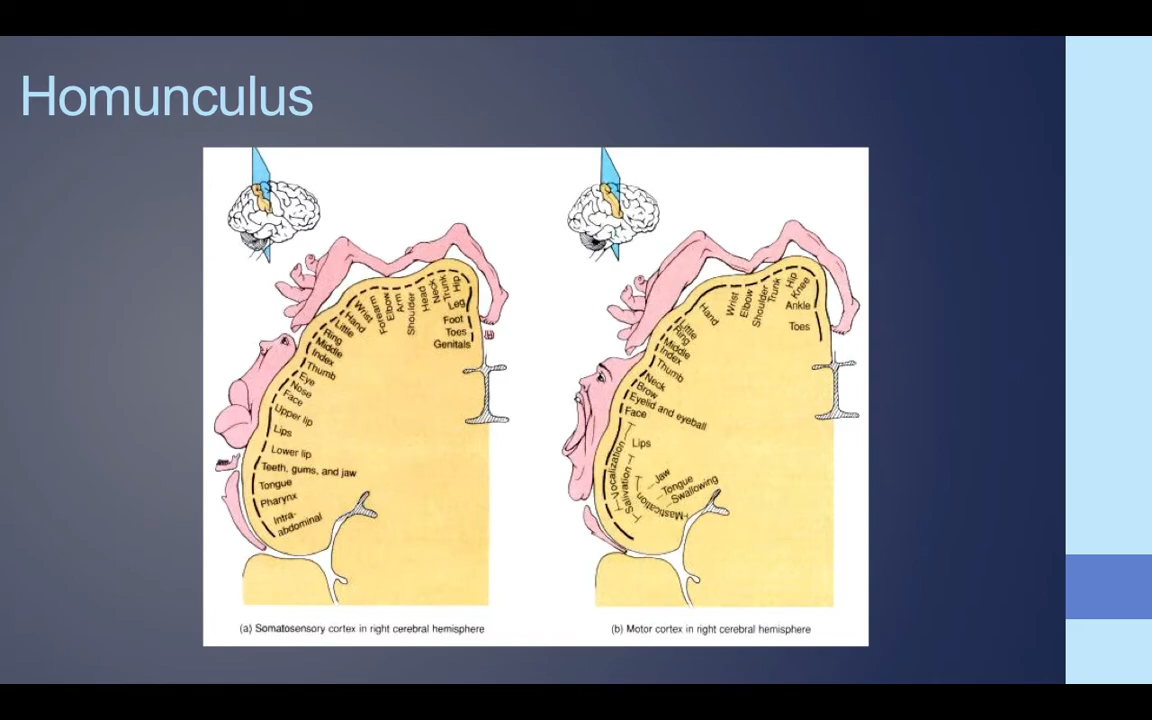 Homunculus
Hip
Trunk
Neck
Head
Shoulder
Arm
Elbow
Forearm
Wrist
Hand
Little
Ring
Middle
Index
Thumb
Eye
Nose
Face
Upper lip
Lips
Lower lip
Teeth, gums, and jaw
Tongue
Pharynx
Intra-
abdominal
Leg
Foot
Toes
Genitals
(a) Somatosensory cortex in right cerebral hemisphere
Hip
Knee
Trunk
Shoulder
Elbow
Wrist
Hand
Little
Ring
Middle
Index
Thumb
Neck
Brow
Eyelid and eyeball
Face
Lips
Vocalization
Salivation
Mastication
Jaw
Tongue
Swallowing
Ankle
Toes
(b) Motor cortex in right cerebral hemisphere